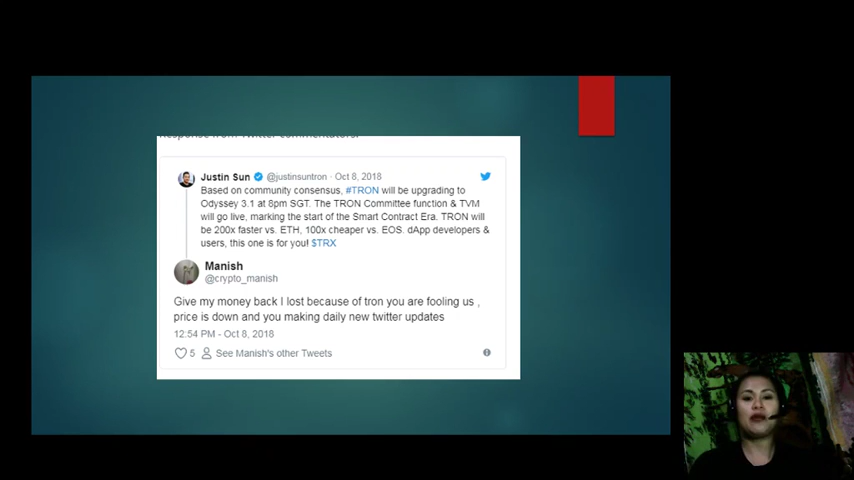 Response from Twitter commentators:
Justin Sun @justinsuntron · Oct 8, 2018
Based on community consensus, #TRON will be upgrading to
Odyssey 3.1 at 8pm SGT. The TRON Committee function & TVM
will go live, marking the start of the Smart Contract Era. TRON will
be 200x faster vs. ETH, 100x cheaper vs. EOS. dApp developers &
users, this one is for you! $TRX
Manish
@crypto_manish
Give my money back I lost because of tron you are fooling us ,
price is down and you making daily new twitter updates
12:54 PM - Oct 8, 2018
5 See Manish's other Tweets